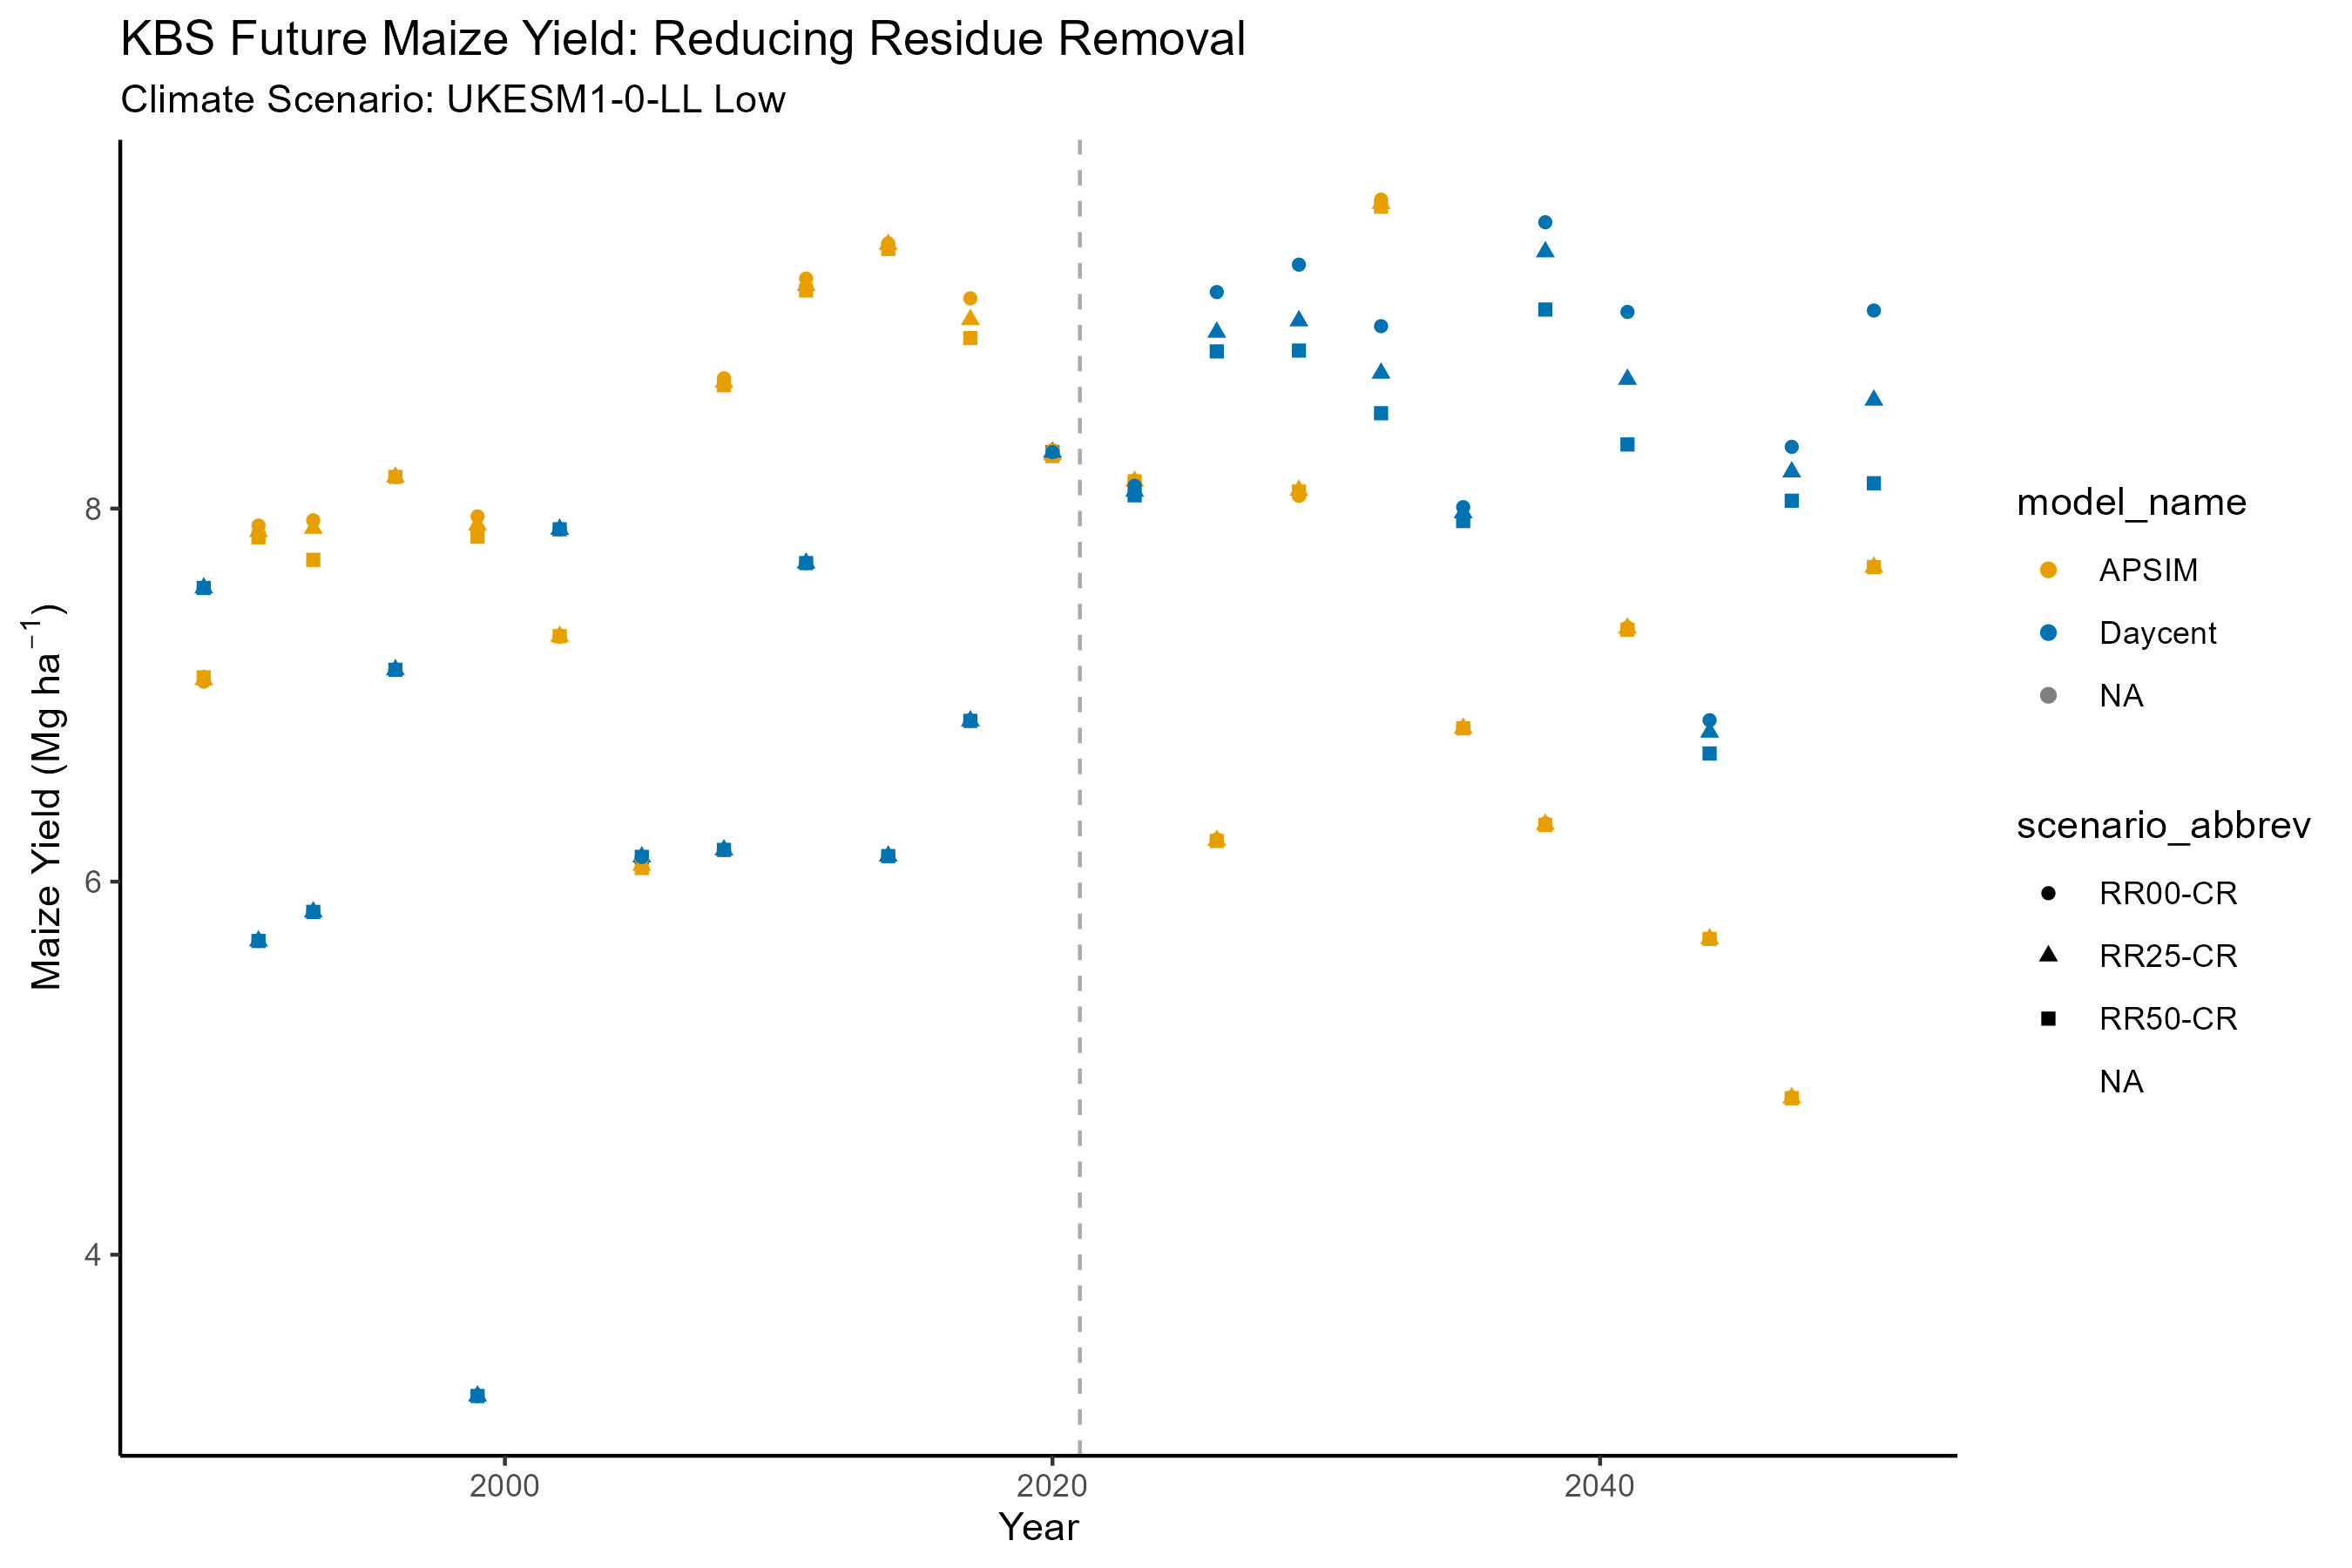 KBS Future Maize Yield: Reducing Residue Removal
Climate Scenario: UKESM1-0-LL Low
Maize Yield (Mg ha⁻¹)
8
6
4
2000
2020
2040
Year
model_name
APSIM
Daycent
NA
scenario_abbrev
RR00-CR
RR25-CR
RR50-CR
NA